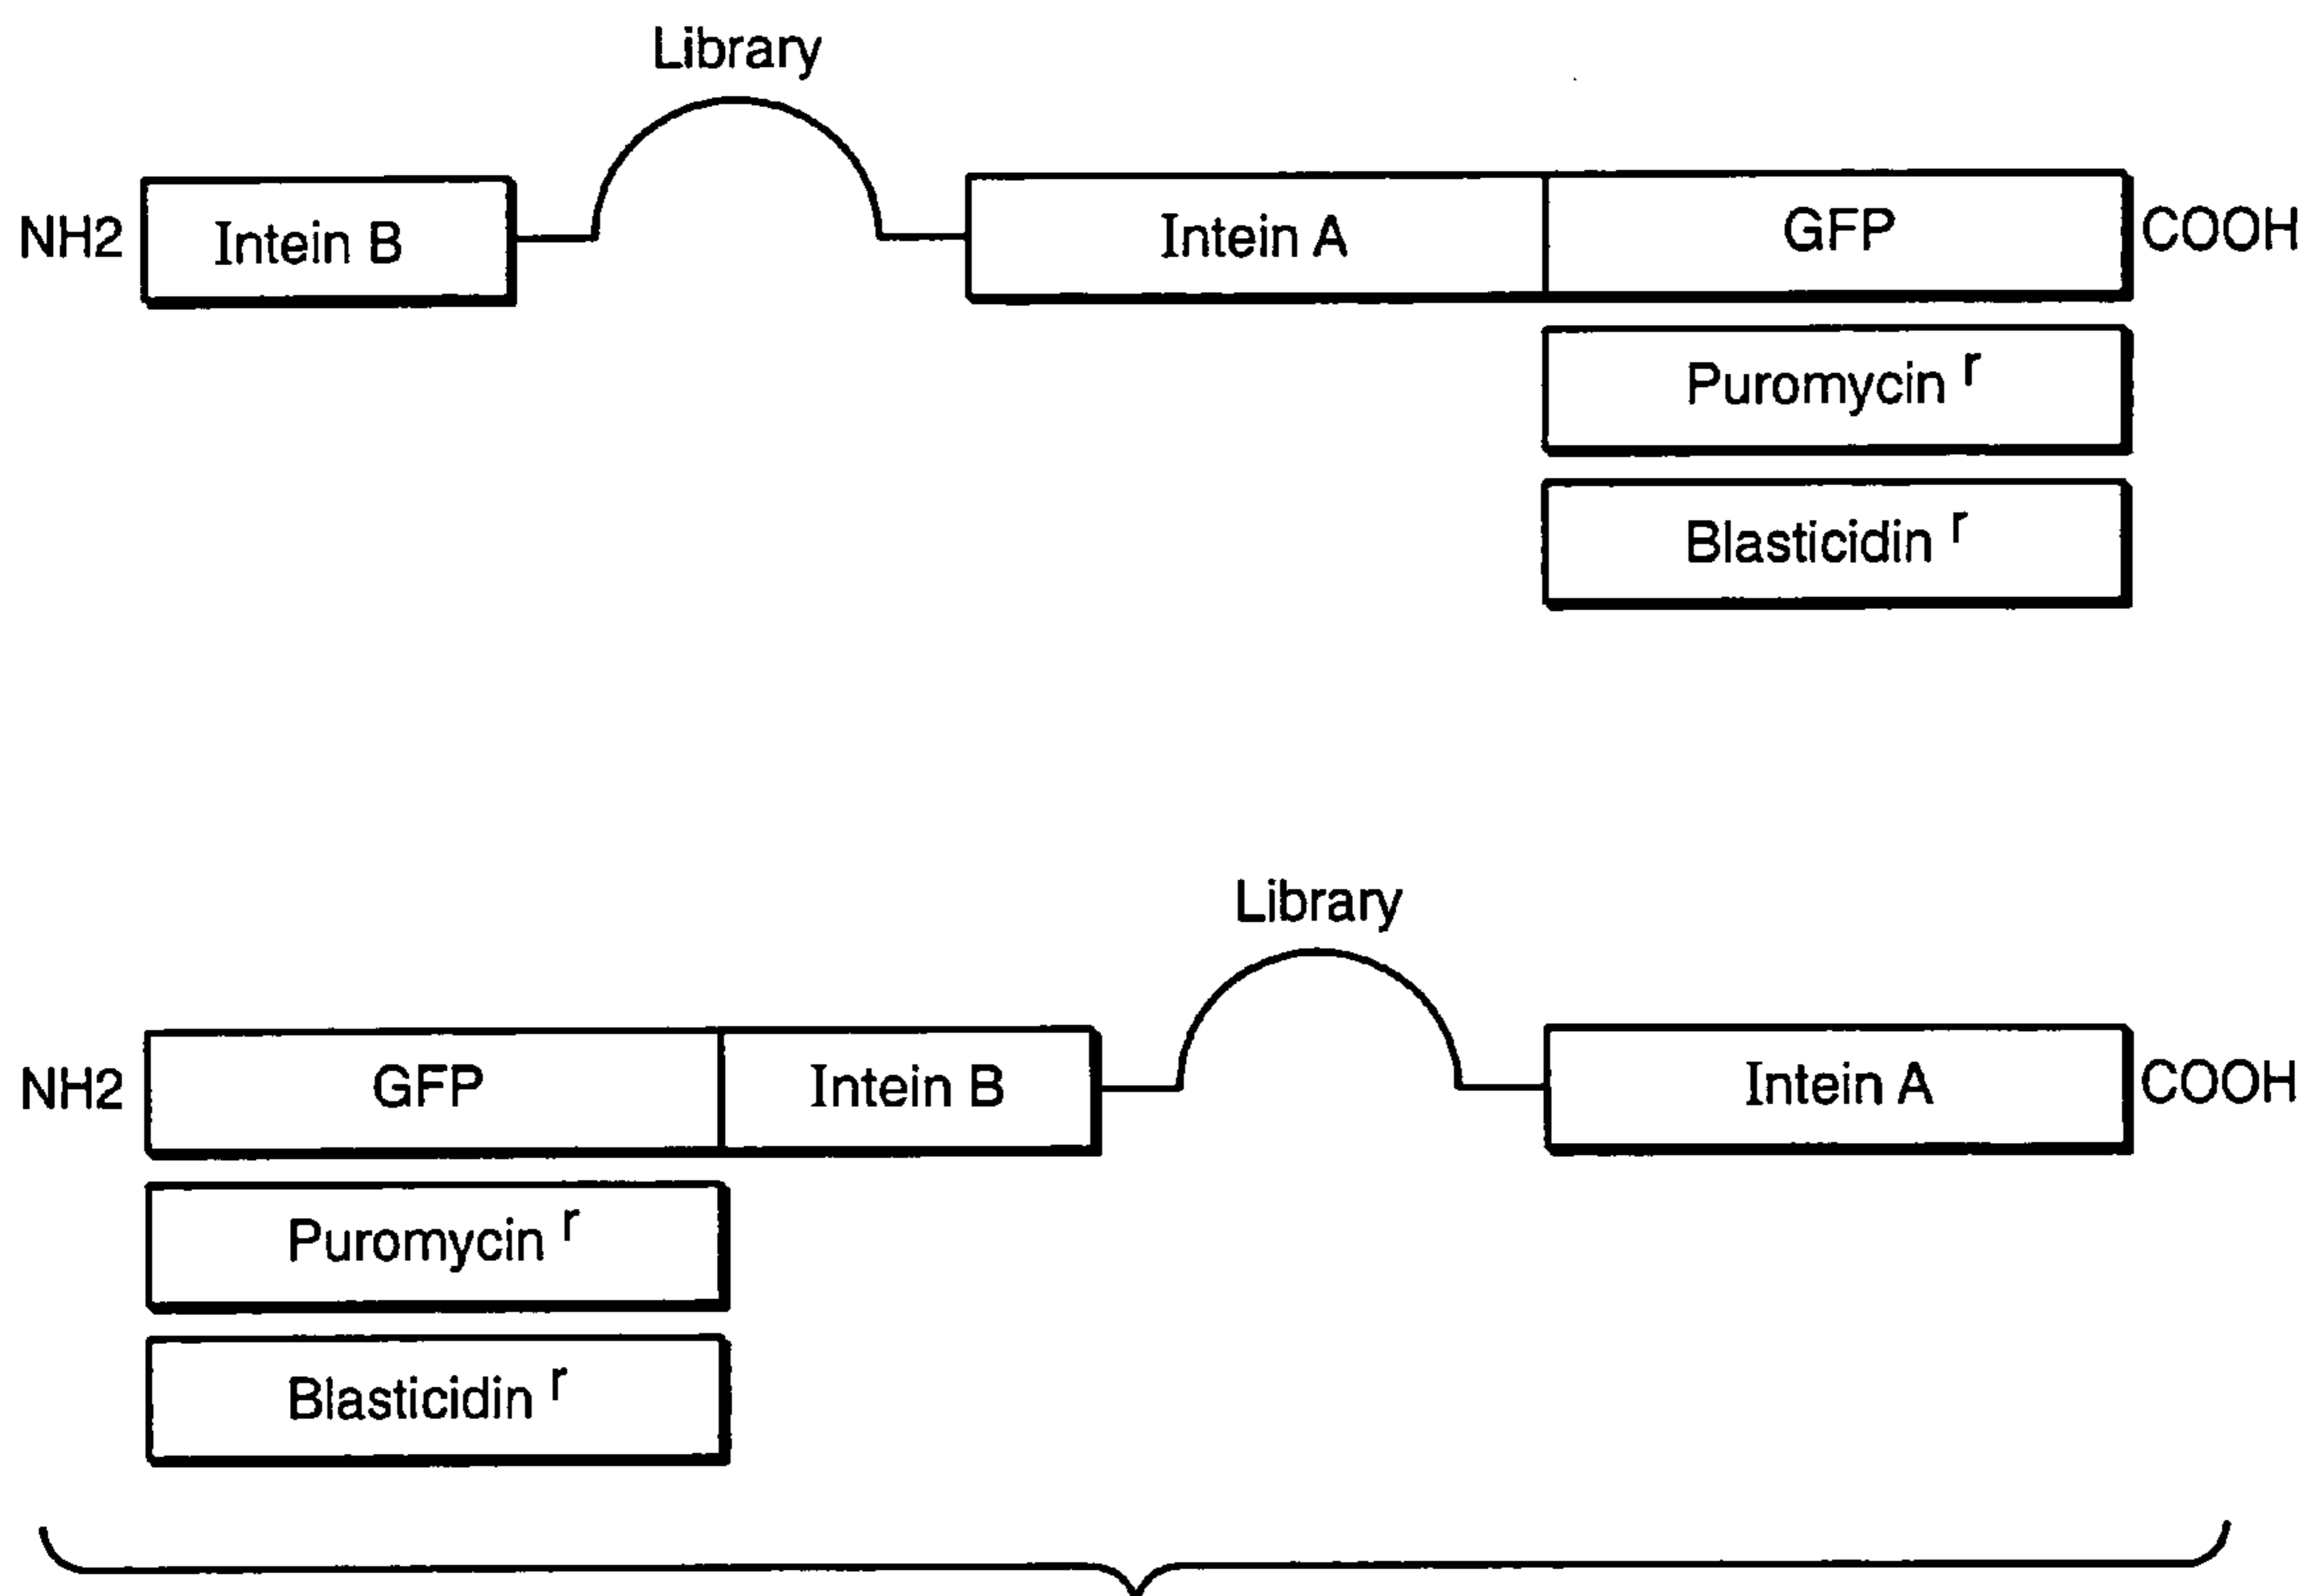 Library
NH2 Intein B Intein A GFP COOH
Puromycin r
Blasticidin r
Library
NH2 GFP Intein B Intein A COOH
Puromycin r
Blasticidin r